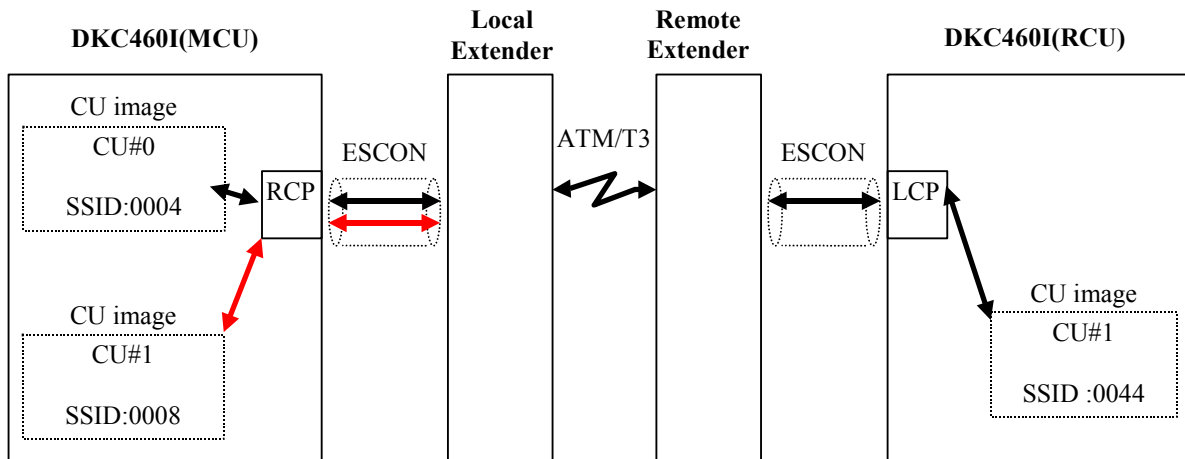 DKC460I(MCU)
Local
Extender
Remote
Extender
DKC460I(RCU)
CU image
CU#0
SSID:0004
RCP
ESCON
ATM/T3
ESCON
LCP
CU image
CU#1
SSID:0008
CU image
CU#1
SSID :0044